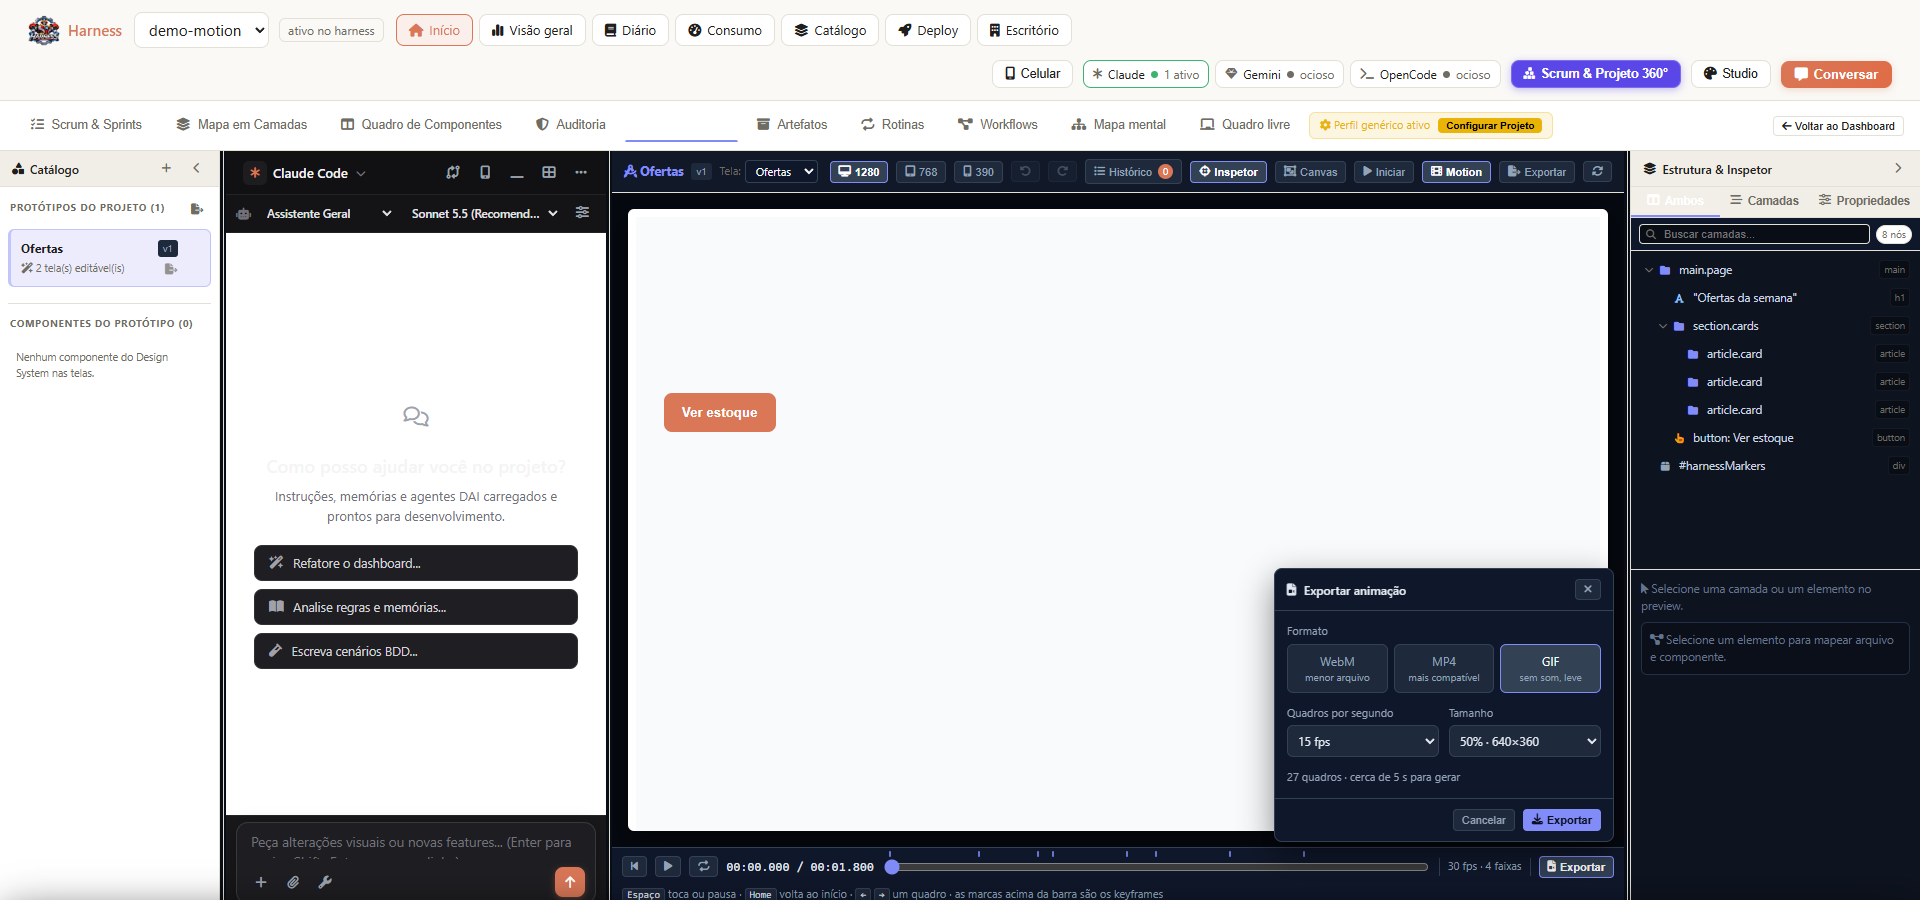 Harness
demo-motion
ativo no harness
Início
Visão geral
Diário
Consumo
Catálogo
Deploy
Escritório
Celular
Claude
1 ativo
Gemini
ocioso
OpenCode
ocioso
Scrum & Projeto 360°
Studio
Conversar
Scrum & Sprints
Mapa em Camadas
Quadro de Componentes
Auditoria
Artefatos
Rotinas
Workflows
Mapa mental
Quadro livre
Perfil genérico ativo
Configurar Projeto
Voltar ao Dashboard
Catálogo
PROTÓTIPOS DO PROJETO (1)
Ofertas
v1
2 tela(s) editável(is)
COMPONENTES DO PROTÓTIPO (0)
Nenhum componente do Design
System nas telas.
Claude Code
Assistente Geral
Sonnet 5.5 (Recomend...
Como posso ajudar você no projeto?
Instruções, memórias e agentes DAI carregados e
prontos para desenvolvimento.
Refatore o dashboard...
Analise regras e memórias...
Escreva cenários BDD...
Peça alterações visuais ou novas features... (Enter para
Ofertas
v1
Tela:
Ofertas
1280
768
390
Histórico
0
Inspetor
Canvas
Iniciar
Motion
Exportar
Ver estoque
Exportar animação
Formato
WebM
menor arquivo
MP4
mais compatível
GIF
sem som, leve
Quadros por segundo
Tamanho
15 fps
50% · 640×360
27 quadros · cerca de 5 s para gerar
Cancelar
Exportar
00:00.000 / 00:01.800
30 fps · 4 faixas
Exportar
Espaço toca ou pausa · Home volta ao início · ← → um quadro · as marcas acima da barra são os keyframes
Estrutura & Inspetor
Ambos
Camadas
Propriedades
Buscar camadas...
8 nós
main.page
main
"Ofertas da semana"
h1
section.cards
section
article.card
article
article.card
article
article.card
article
button: Ver estoque
button
#harnessMarkers
div
Selecione uma camada ou um elemento no
preview.
Selecione um elemento para mapear arquivo
e componente.